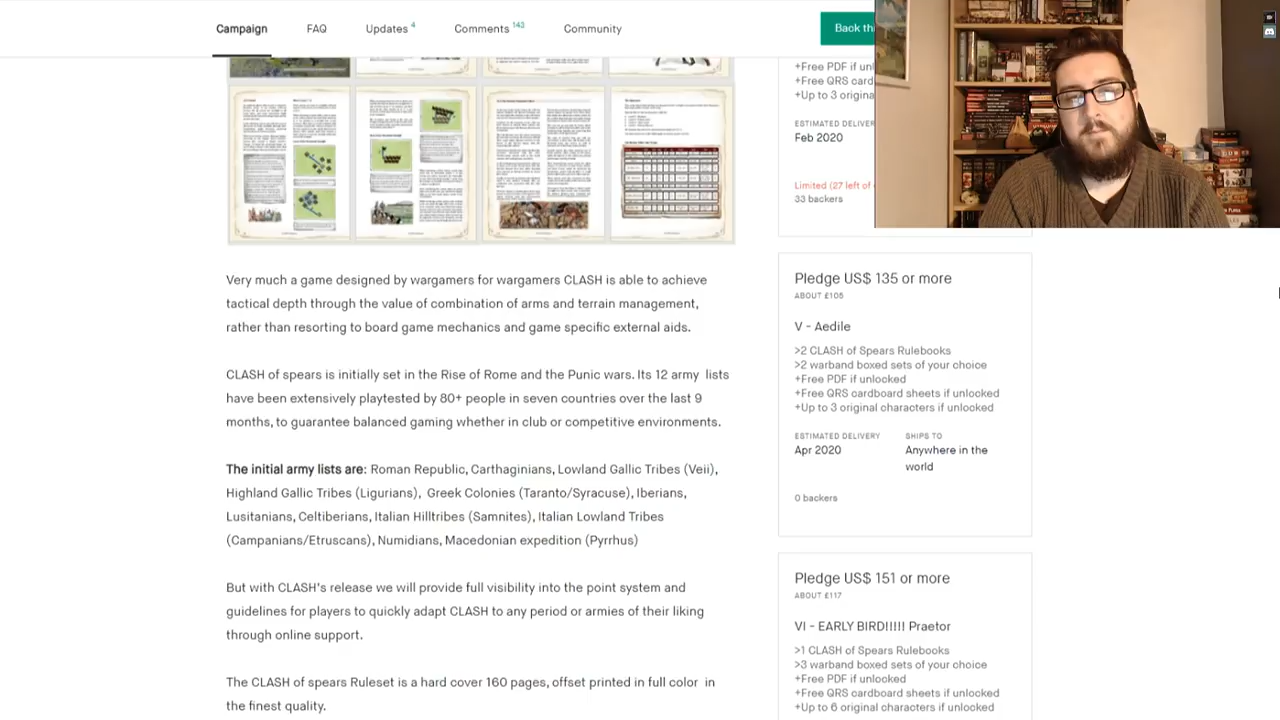 Campaign
FAQ
Updates 4
Comments 143
Community
Back
Very much a game designed by wargamers for wargamers CLASH is able to achieve
tactical depth through the value of combination of arms and terrain management,
rather than resorting to board game mechanics and game specific external aids.
CLASH of spears is initially set in the Rise of Rome and the Punic wars. Its 12 army lists
have been extensively playtested by 80+ people in seven countries over the last 9
months, to guarantee balanced gaming whether in club or competitive environments.
The initial army lists are: Roman Republic, Carthaginians, Lowland Gallic Tribes (Veii),
Highland Gallic Tribes (Ligurians), Greek Colonies (Taranto/Syracuse), Iberians,
Lusitanians, Celtiberians, Italian Hilltribes (Samnites), Italian Lowland Tribes
(Campanians/Etruscans), Numidians, Macedonian expedition (Pyrrhus)
But with CLASH's release we will provide full visibility into the point system and
guidelines for players to quickly adapt CLASH to any period or armies of their liking
through online support.
The CLASH of spears Ruleset is a hard cover 160 pages, offset printed in full color in
the finest quality.
+Free PDF if
+Free QRS
+Up to 3
ESTIMATED
Feb 2020
Limited (27 left of
33 backers
Pledge US$ 135 or more
ABOUT £105
V - Aedile
>2 CLASH of Spears Rulebooks
>2 warband boxed sets of your choice
+Free PDF if unlocked
+Free QRS cardboard sheets if unlocked
+Up to 3 original characters if unlocked
ESTIMATED DELIVERY
Apr 2020
SHIPS TO
Anywhere in the
world
0 backers
Pledge US$ 151 or more
ABOUT £117
VI - EARLY BIRD!!!!! Praetor
>1 CLASH of Spears Rulebooks
>3 warband boxed sets of your choice
+Free PDF if unlocked
+Free QRS cardboard sheets if unlocked
+Up to 6 original characters if unlocked